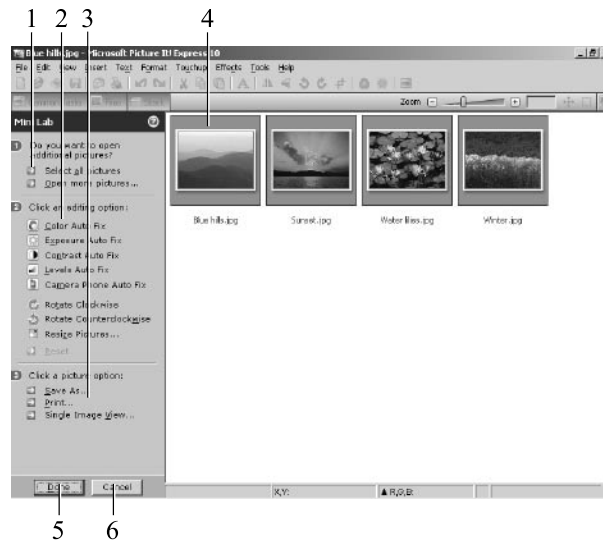 1 2 3 4
Blue hills.jpg - Microsoft Picture It! Express 10
File Edit View Insert Text Format Touchup Effects Tools Help
Zoom
Mini Lab
1 Do you want to open additional pictures?
Select all pictures
Open more pictures...
2 Click an editing option:
Color Auto Fix
Exposure Auto Fix
Contrast Auto Fix
Levels Auto Fix
Camera Phone Auto Fix
Rotate Clockwise
Rotate Counterclockwise
Resize Pictures...
Reset
3 Click a picture option:
Save As...
Print...
Single Image View...
Done Cancel
Blue hills.jpg Sunset.jpg Water lilies.jpg Winter.jpg
X,Y: R,G,B:
5 6